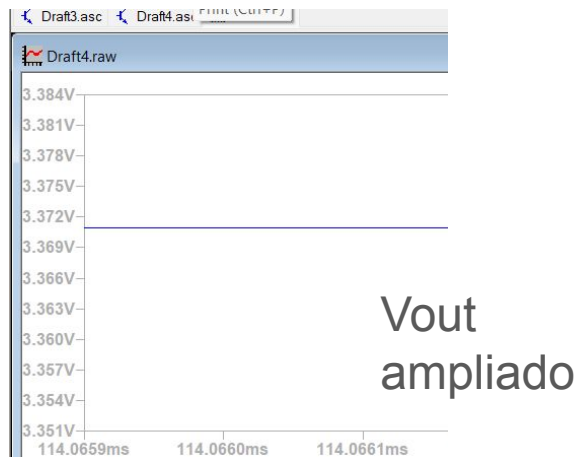 Draft3.asc Draft4.asc Print (Ctrl+P)
Draft4.raw
3.384V
3.381V
3.378V
3.375V
3.372V
3.369V
3.366V
3.363V
3.360V
3.357V
3.354V
3.351V
114.0659ms 114.0660ms 114.0661ms
Vout
ampliado